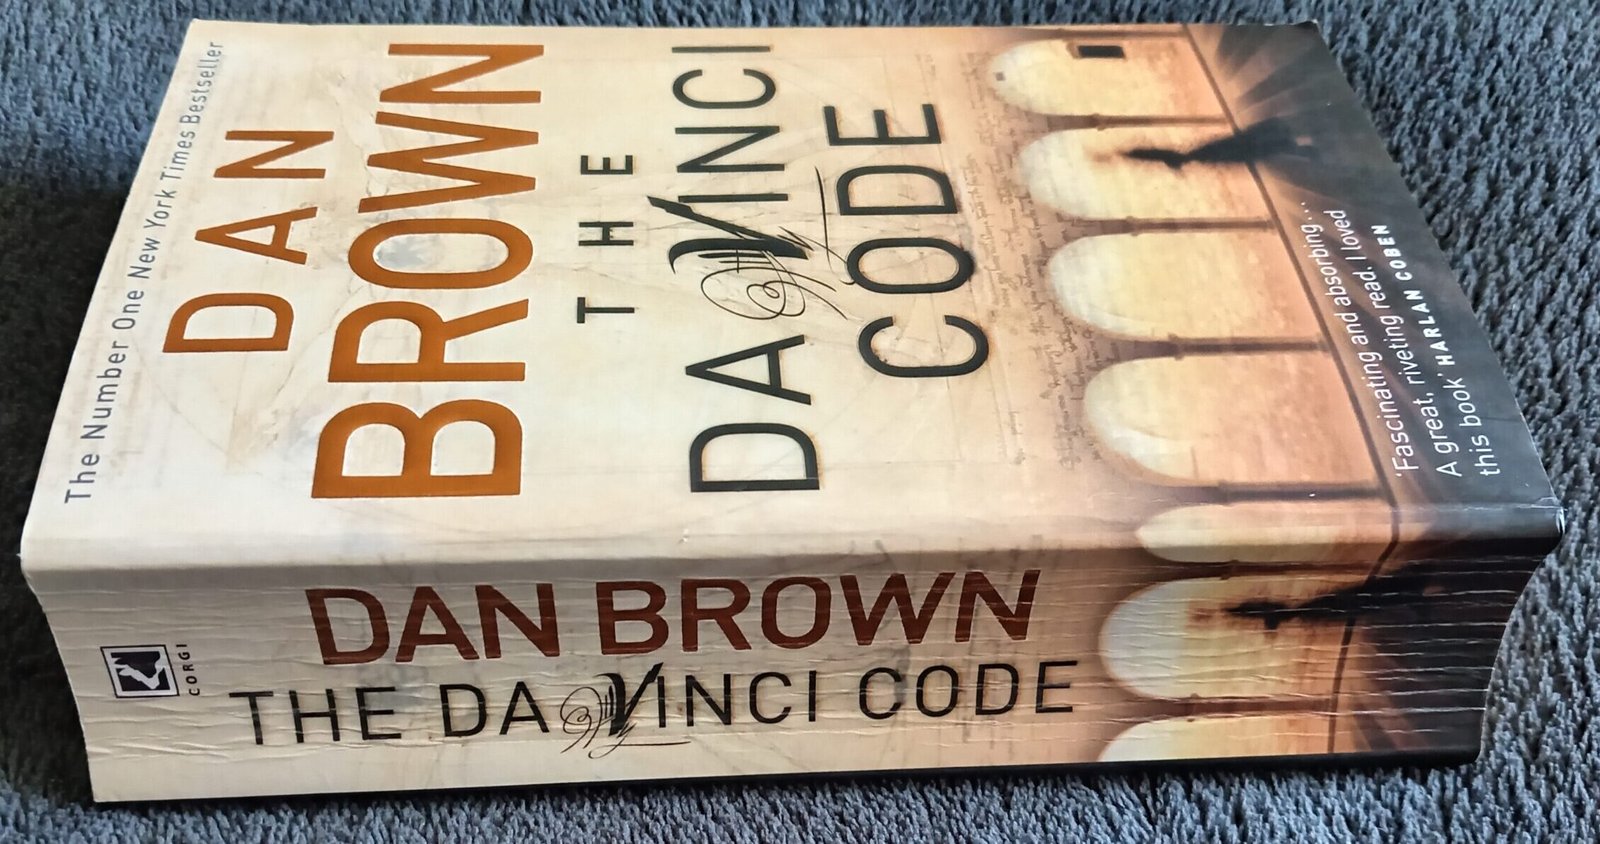 The Number One New York Times Bestseller
DAN
BROWN
THE
DA VINCI
CODE
'Fascinating and absorbing...
A great, riveting read. I loved
this book' HARLAN COBEN
CORGI
DAN BROWN
THE DA VINCI CODE